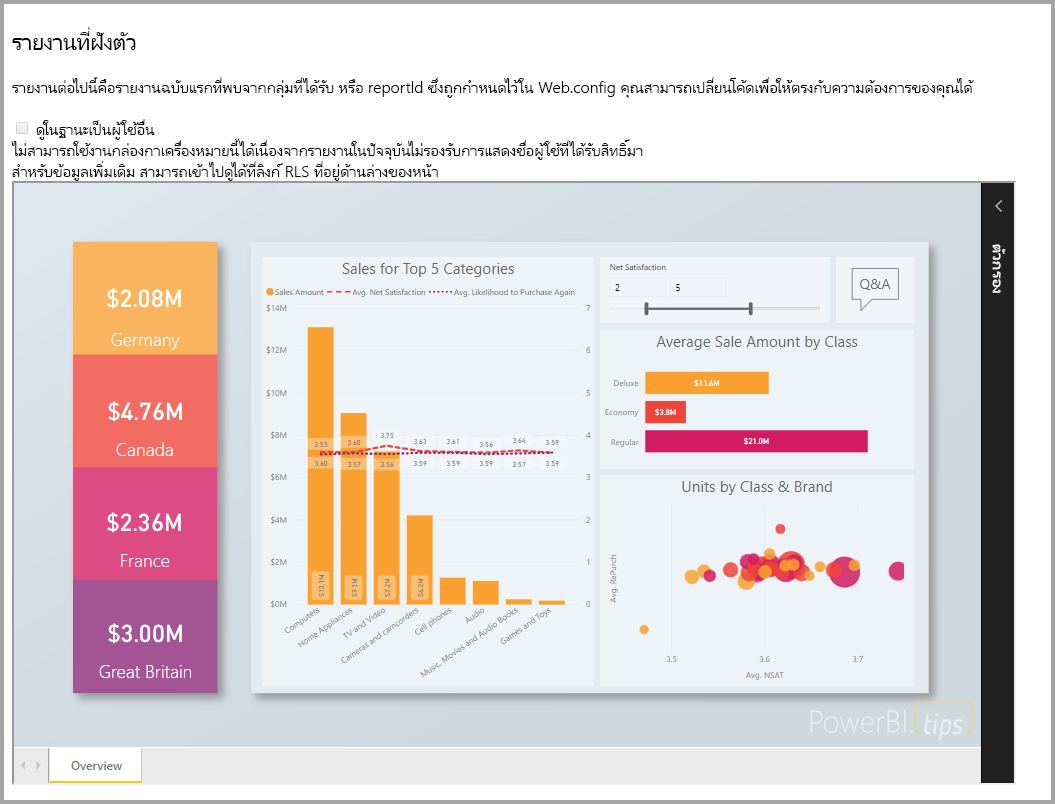 รายงานที่ฝังตัว
รายงานต่อไปนี้คือรายงานฉบับแรกที่พบจากกลุ่มที่ได้รับ หรือ reportId ซึ่งถูกกำหนดไว้ใน Web.config คุณสามารถเปลี่ยนโค้ดเพื่อให้ตรงกับความต้องการของคุณได้
ดูในฐานะเป็นผู้ใช้อื่น
ไม่สามารถใช้งานกล่องกาเครื่องหมายนี้ได้เนื่องจากรายงานในปัจจุบันไม่รองรับการแสดงชื่อผู้ใช้ที่ได้รับสิทธิ์มา
สำหรับข้อมูลเพิ่มเติม สามารถเข้าไปดูได้ที่ลิงก์ RLS ที่อยู่ด้านล่างของหน้า
$2.08M
Germany
$4.76M
Canada
$2.36M
France
$3.00M
Great Britain
Sales for Top 5 Categories
Sales Amount Avg. Net Satisfaction Avg. Likelihood to Purchase Again
$14M
$12M
$10M
$8M
$6M
$4M
$2M
$0M
7
6
5
4
3
2
1
0
3.55 3.60 3.75 3.63 3.61 3.56 3.64 3.59
3.60 3.57 3.56 3.59 3.59 3.59 3.57 3.59
$13.1M $9.1M $7.2M $4.2M
Computers
Home Appliances
TV and Video
Cameras and camcorders
Cell phones
Audio
Music, Movies and Audio Books
Games and Toys
Net Satisfaction
2 5
Q&A
Average Sale Amount by Class
Deluxe $11.6M
Economy $3.8M
Regular $21.0M
Units by Class & Brand
Avg. RePurch
3.5 3.6 3.7
Avg. NSAT
PowerBI.tips
ตัวกรอง
Overview